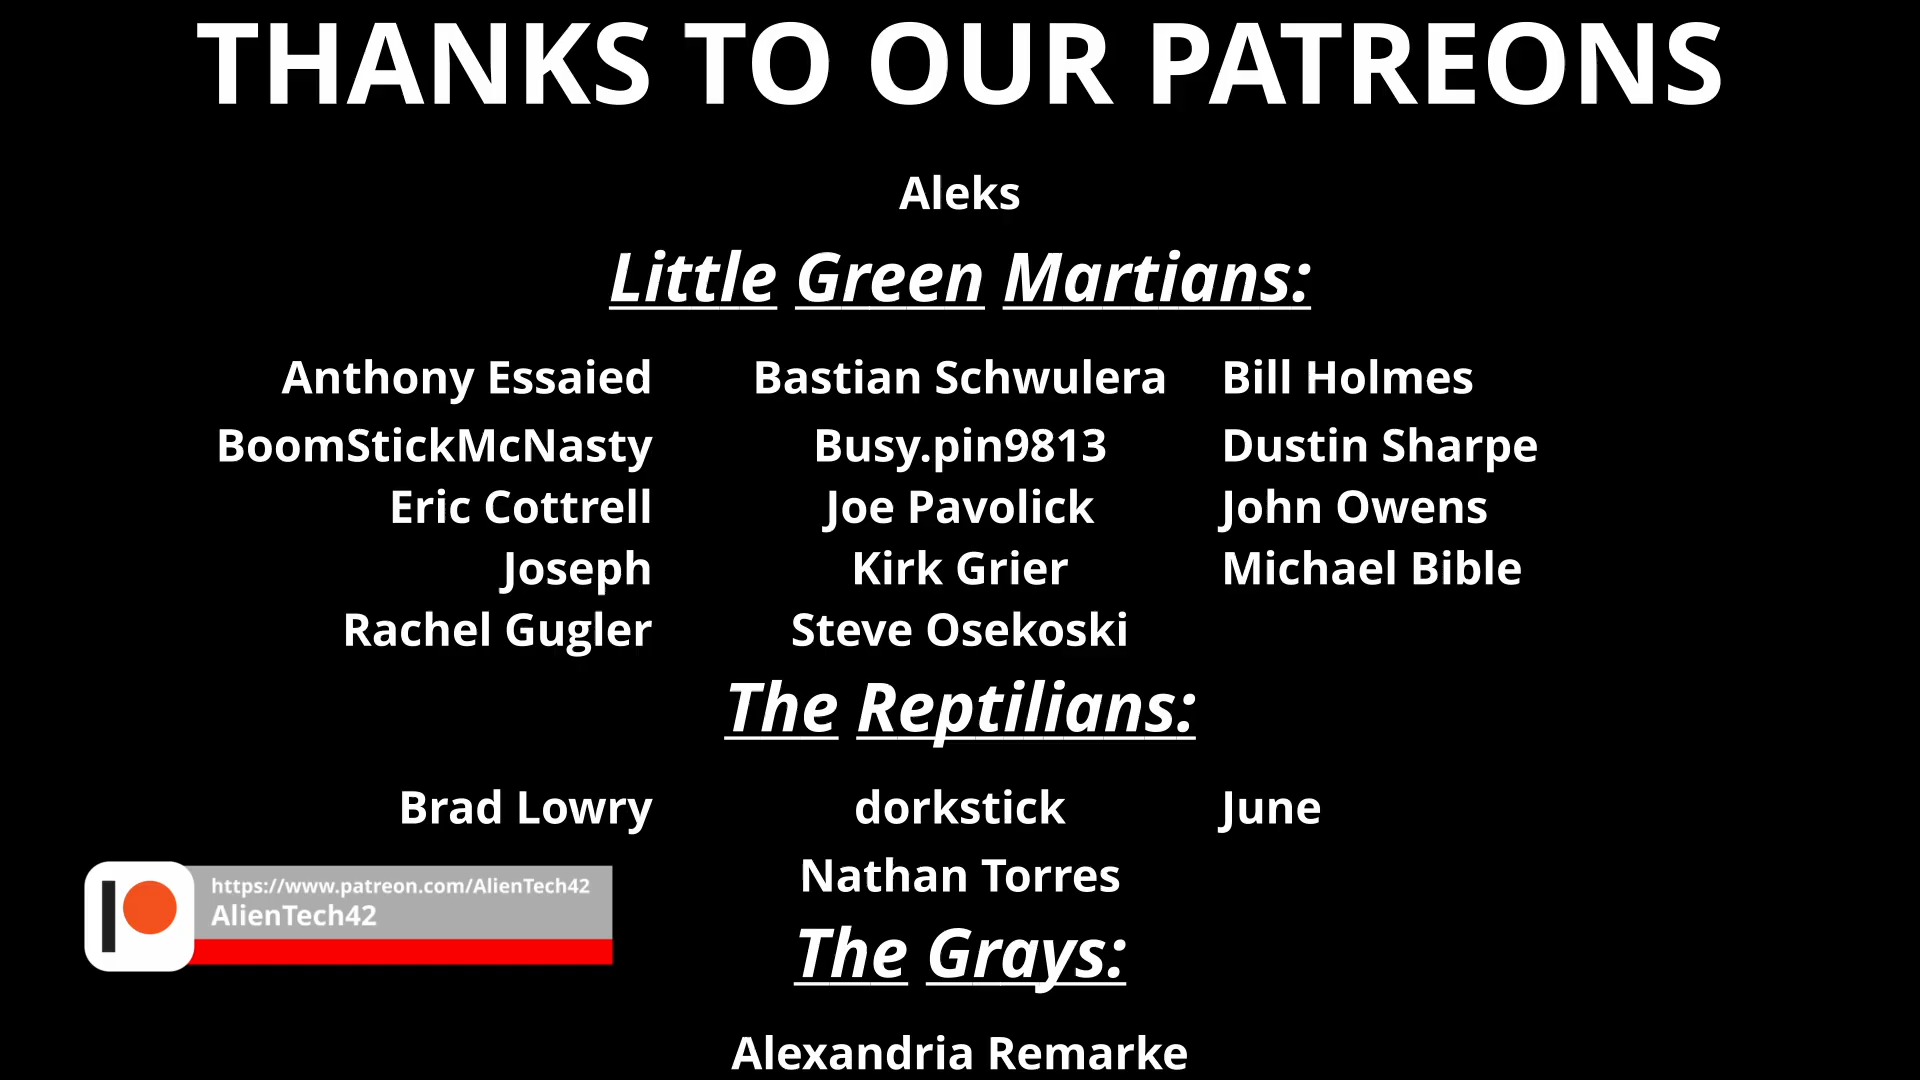 THANKS TO OUR PATREONS
Aleks
Little Green Martians:
Anthony Essaied Bastian Schwulera Bill Holmes
BoomStickMcNasty Busy.pin9813 Dustin Sharpe
Eric Cottrell Joe Pavolick John Owens
Joseph Kirk Grier Michael Bible
Rachel Gugler Steve Osekoski
The Reptilians:
Brad Lowry dorkstick June
Nathan Torres
https://www.patreon.com/AlienTech42
AlienTech42
The Grays:
Alexandria Remarke